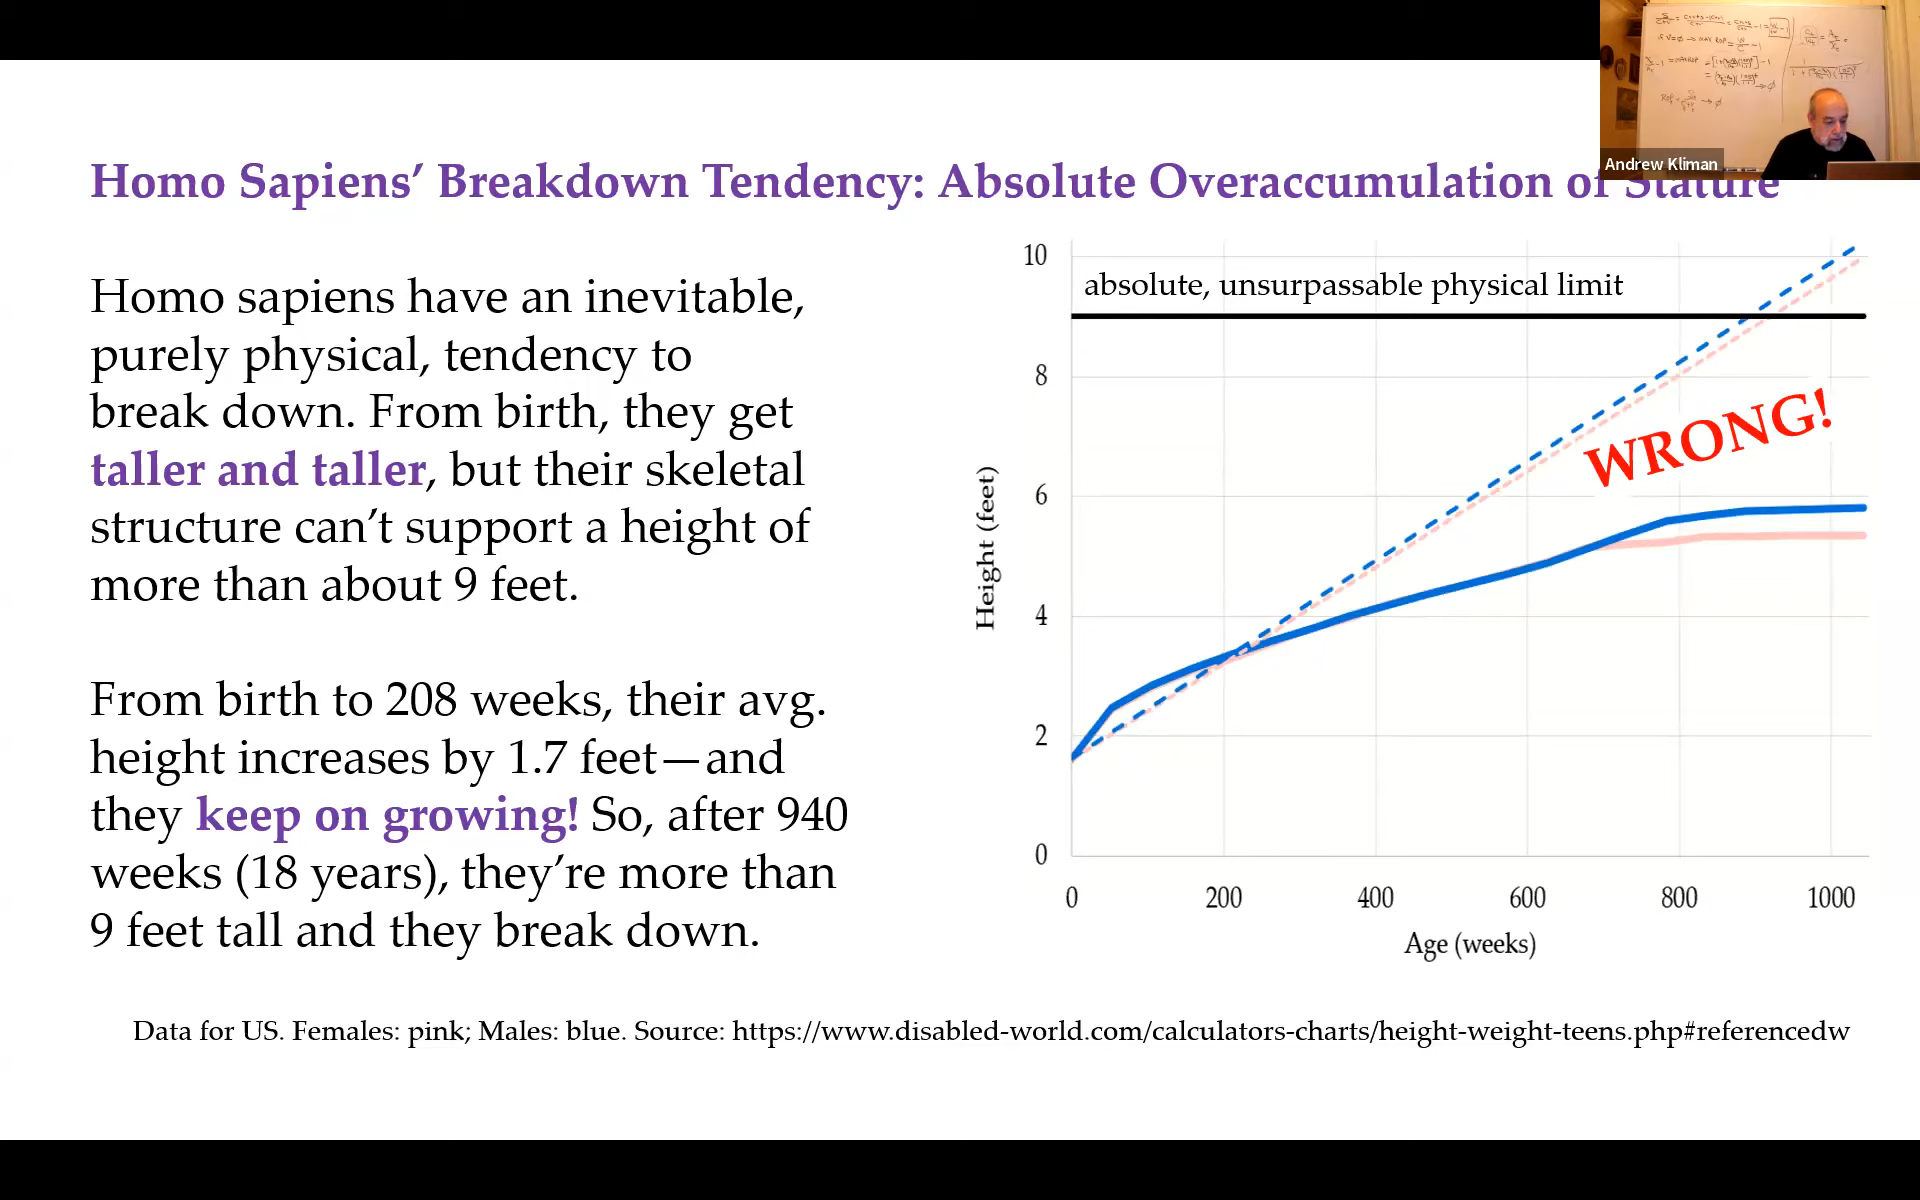 Andrew Kliman
Homo Sapiens’ Breakdown Tendency: Absolute Overaccumulation of Stature
Homo sapiens have an inevitable,
purely physical, tendency to
break down. From birth, they get
taller and taller, but their skeletal
structure can’t support a height of
more than about 9 feet.
From birth to 208 weeks, their avg.
height increases by 1.7 feet—and
they keep on growing! So, after 940
weeks (18 years), they’re more than
9 feet tall and they break down.
absolute, unsurpassable physical limit
WRONG!
Height (feet)
10
8
6
4
2
0
0 200 400 600 800 1000
Age (weeks)
Data for US. Females: pink; Males: blue. Source: https://www.disabled-world.com/calculators-charts/height-weight-teens.php#referencedw